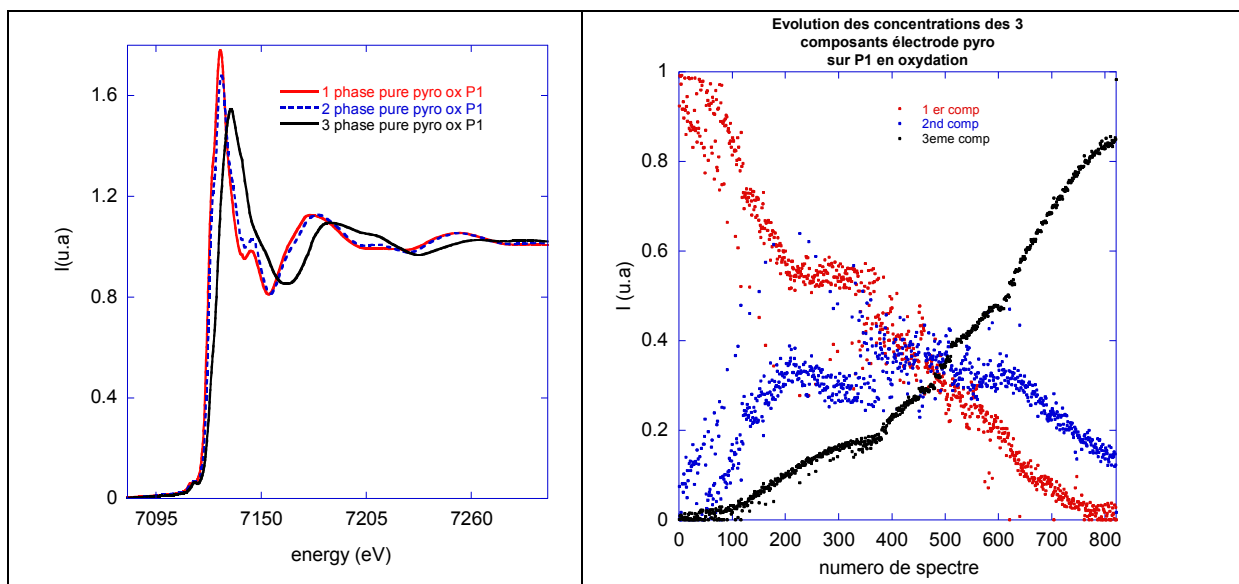 1.6
1.2
0.8
0.4
0
I(u.a)
1 phase pure pyro ox P1
2 phase pure pyro ox P1
3 phase pure pyro ox P1
7095 7150 7205 7260
energy (eV)
Evolution des concentrations des 3
composants électrode pyro
sur P1 en oxydation
1
0.8
0.6
0.4
0.2
0
I (u.a)
1 er comp
2nd comp
3eme comp
0 100 200 300 400 500 600 700 800
numero de spectre